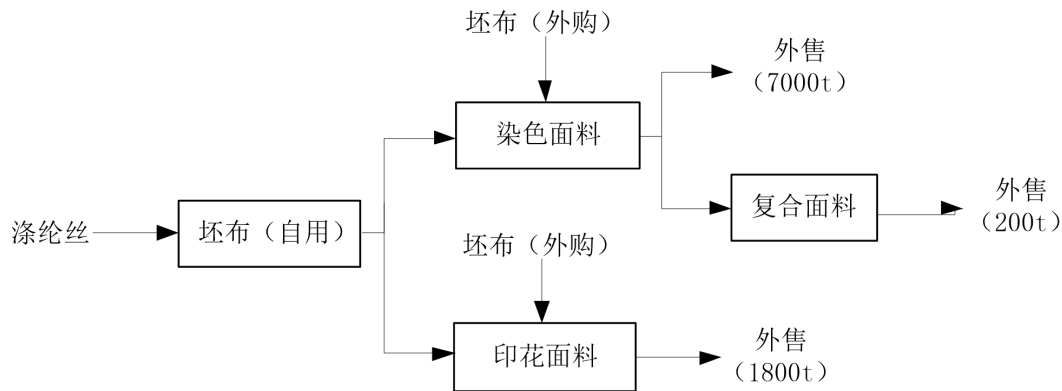 坯布（外购）
外售
（7000t）
染色面料
涤纶丝
坯布（自用）
复合面料
外售
（200t）
坯布（外购）
印花面料
外售
（1800t）